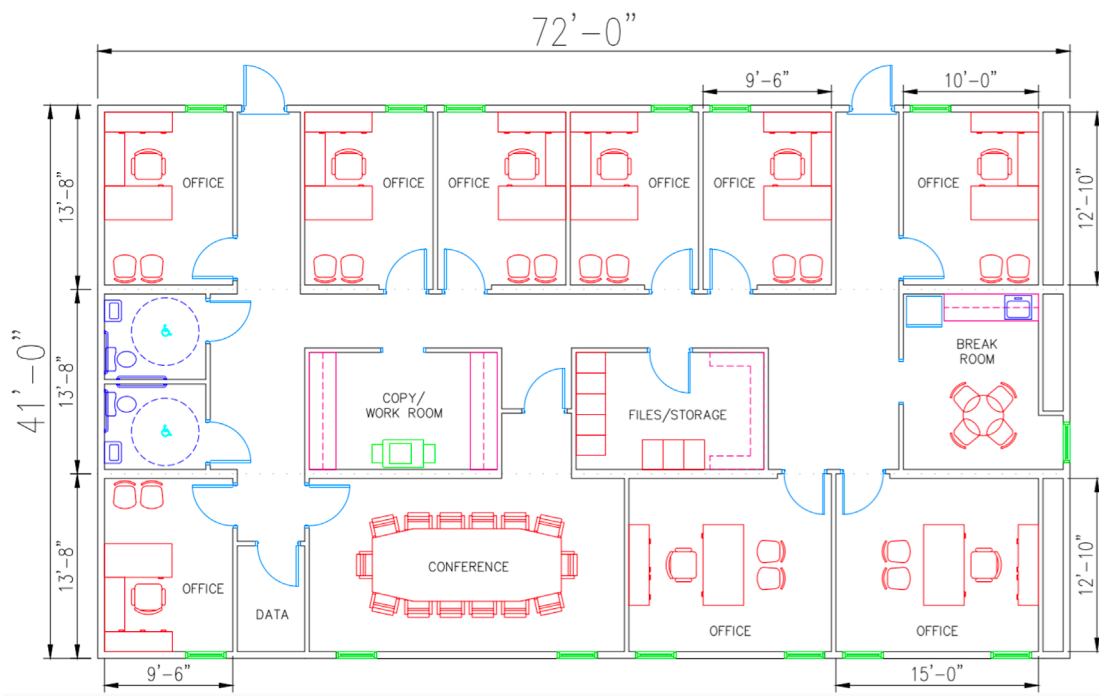 72'-0"
9'-6"
10'-0"
13'-8"
OFFICE
OFFICE
OFFICE
OFFICE
OFFICE
OFFICE
12'-10"
41'-0"
13'-8"
BREAK
ROOM
COPY/
WORK ROOM
FILES/STORAGE
13'-8"
CONFERENCE
12'-10"
OFFICE
DATA
OFFICE
OFFICE
9'-6"
15'-0"